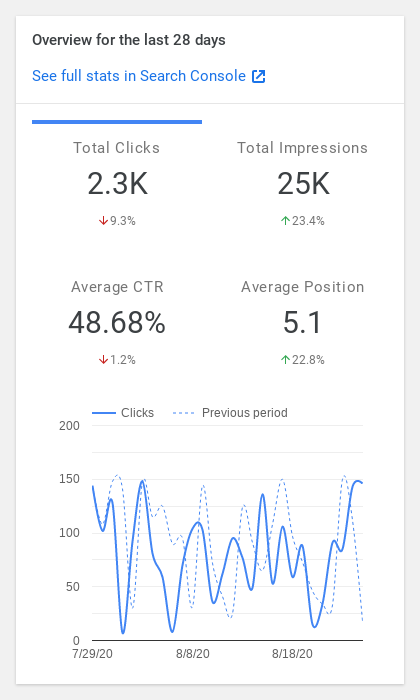 Overview for the last 28 days
See full stats in Search Console
Total Clicks
2.3K
9.3%
Total Impressions
25K
23.4%
Average CTR
48.68%
1.2%
Average Position
5.1
22.8%
Clicks
Previous period
200
150
100
50
0
7/29/20
8/8/20
8/18/20